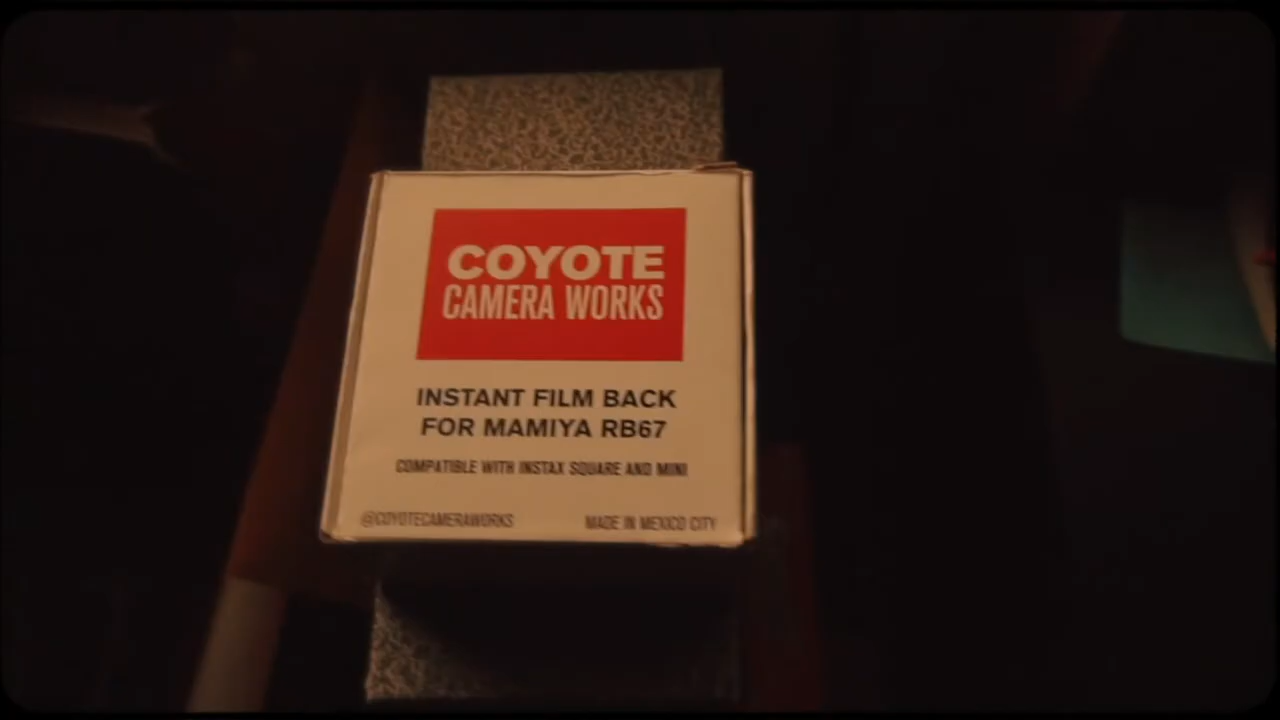 COYOTE
CAMERA WORKS
INSTANT FILM BACK
FOR MAMIYA RB67
COMPATIBLE WITH INSTAX SQUARE AND MINI
@COYOTECAMERAWORKS MADE IN MEXICO CITY